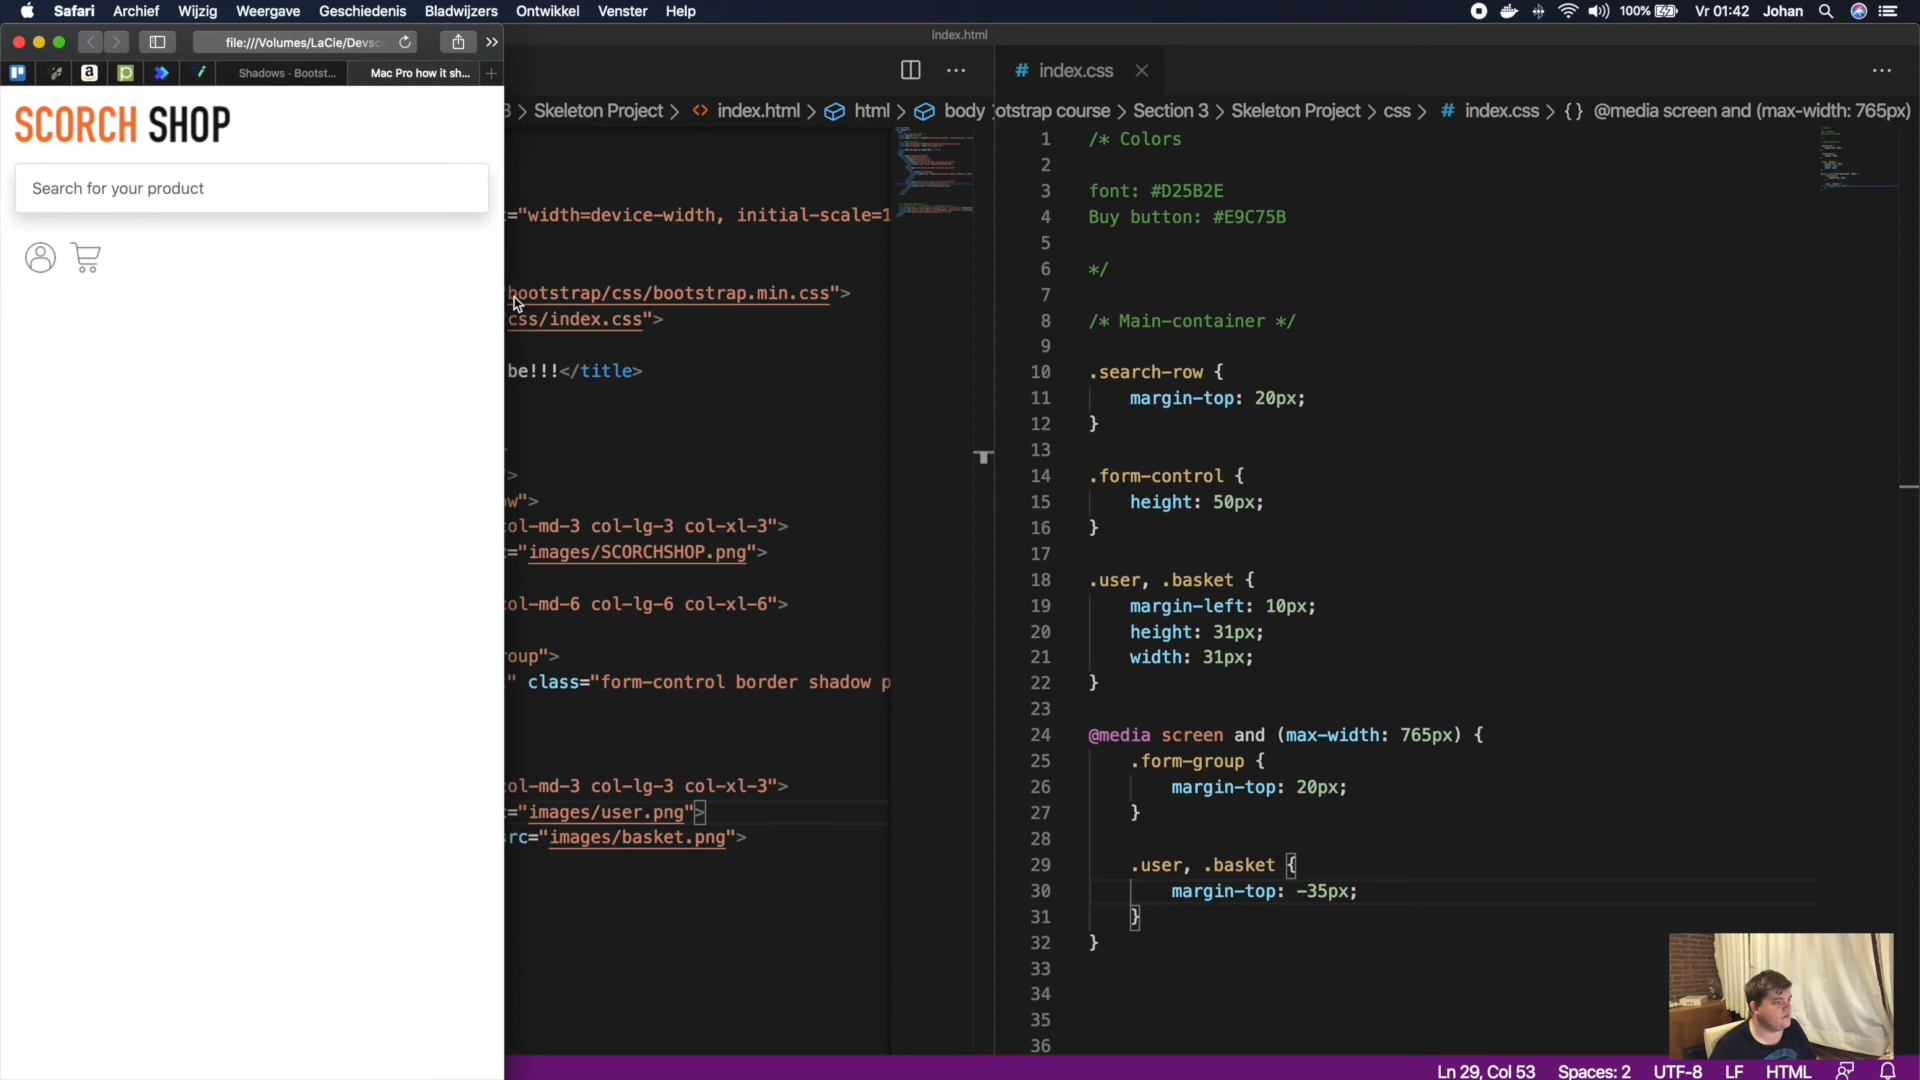 Safari Archief Wijzig Weergave Geschiedenis Bladwijzers Ontwikkel Venster Help 100% Vr 01:42 Johan
file:///Volumes/LaCie/Devsc
Shadows · Bootst... Mac Pro how it sh...
SCORCH SHOP
Search for your product
index.html
Skeleton Project > index.html > html > body
="width=device-width, initial-scale=1
bootstrap/css/bootstrap.min.css">
css/index.css">
be!!!</title>
">
ow">
col-md-3 col-lg-3 col-xl-3">
="images/SCORCHSHOP.png">
col-md-6 col-lg-6 col-xl-6">
oup">
" class="form-control border shadow p
col-md-3 col-lg-3 col-xl-3">
="images/user.png">
src="images/basket.png">
# index.css
otstrap course > Section 3 > Skeleton Project > css > # index.css > {} @media screen and (max-width: 765px)
1 /* Colors
2
3 font: #D25B2E
4 Buy button: #E9C75B
5
6 */
7
8 /* Main-container */
9
10 .search-row {
11 margin-top: 20px;
12 }
13
14 .form-control {
15 height: 50px;
16 }
17
18 .user, .basket {
19 margin-left: 10px;
20 height: 31px;
21 width: 31px;
22 }
23
24 @media screen and (max-width: 765px) {
25 .form-group {
26 margin-top: 20px;
27 }
28
29 .user, .basket {
30 margin-top: -35px;
31 }
32 }
33
34
35
36
Ln 29, Col 53 Spaces: 2 UTF-8 LF HTML